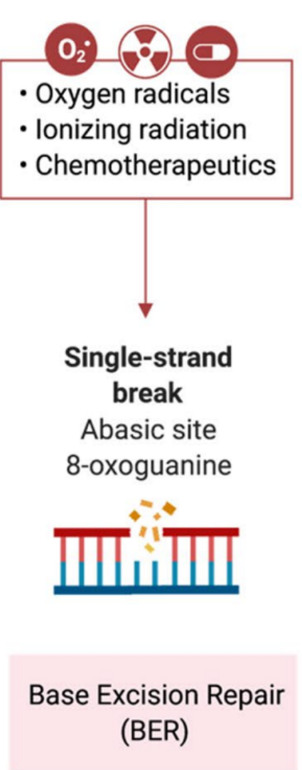 O₂•
• Oxygen radicals
• Ionizing radiation
• Chemotherapeutics
Single-strand
break
Abasic site
8-oxoguanine
Base Excision Repair
(BER)